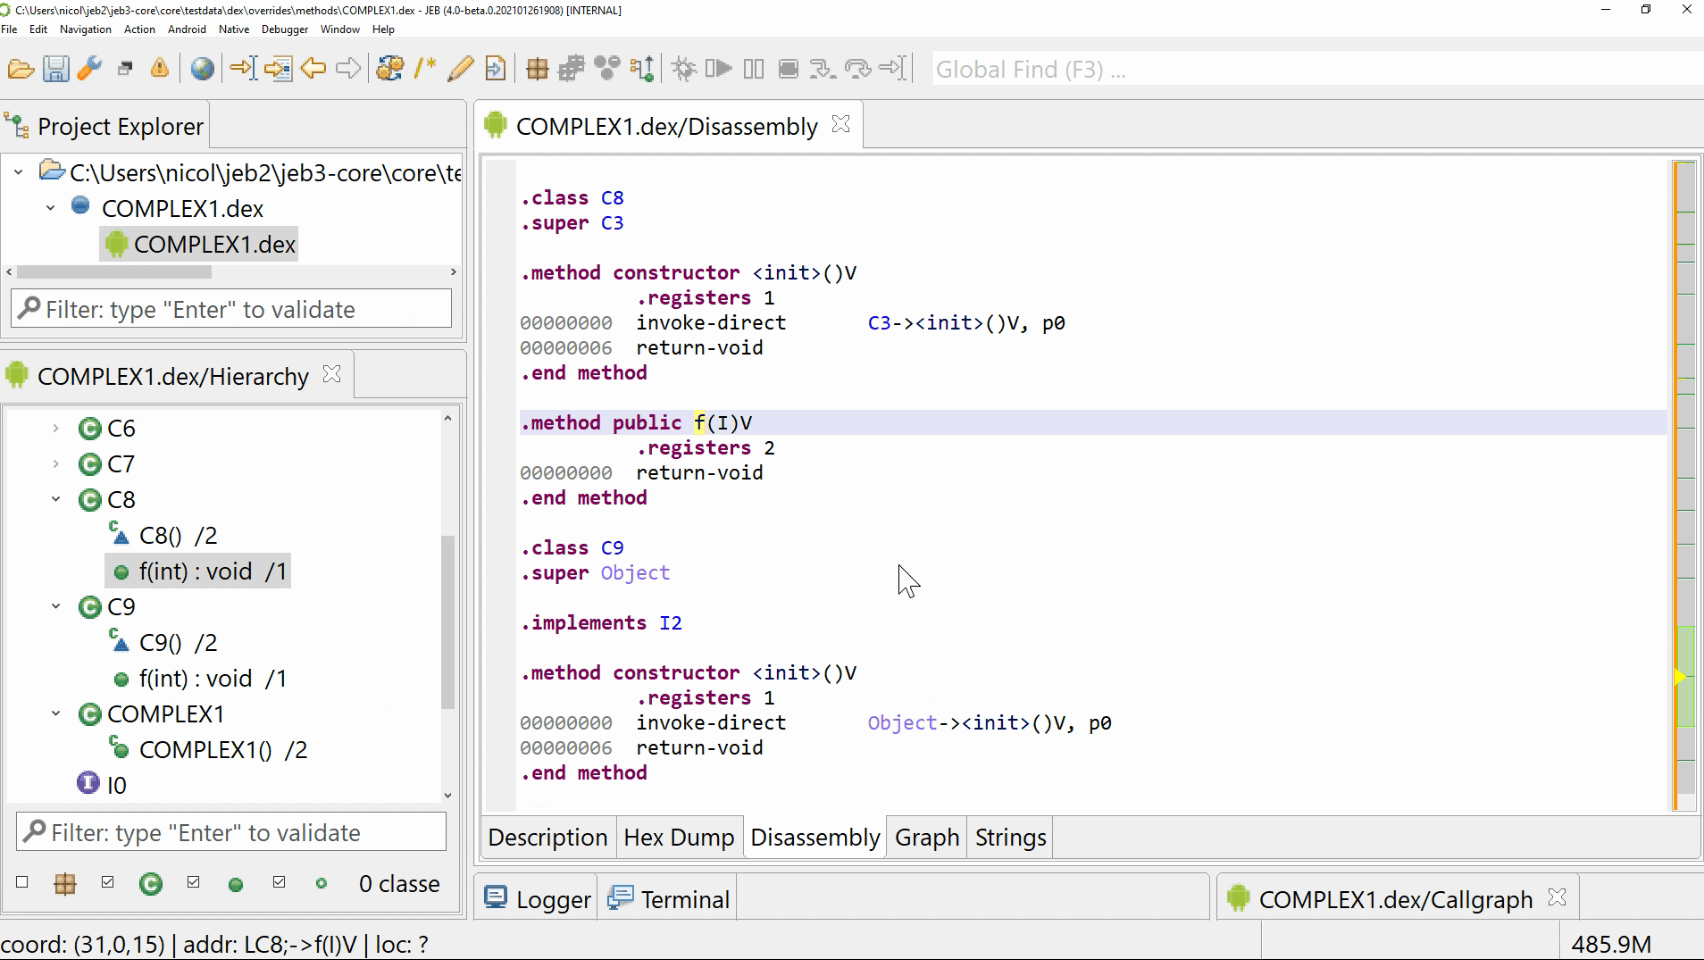 C:\Users\nicol\jeb2\jeb3-core\core\testdata\dex\overrides\methods\COMPLEX1.dex - JEB (4.0-beta.0.202101261908) [INTERNAL]
File Edit Navigation Action Android Native Debugger Window Help
Global Find (F3) ...
Project Explorer
C:\Users\nicol\jeb2\jeb3-core\core\te
COMPLEX1.dex
COMPLEX1.dex
Filter: type "Enter" to validate
COMPLEX1.dex/Hierarchy
C6
C7
C8
C8() /2
f(int) : void /1
C9
C9() /2
f(int) : void /1
COMPLEX1
COMPLEX1() /2
I0
Filter: type "Enter" to validate
0 classe
COMPLEX1.dex/Disassembly
.class C8
.super C3
.method constructor <init>()V
.registers 1
00000000 invoke-direct C3-><init>()V, p0
00000006 return-void
.end method
.method public f(I)V
.registers 2
00000000 return-void
.end method
.class C9
.super Object
.implements I2
.method constructor <init>()V
.registers 1
00000000 invoke-direct Object-><init>()V, p0
00000006 return-void
.end method
Description Hex Dump Disassembly Graph Strings
Logger Terminal
COMPLEX1.dex/Callgraph
coord: (31,0,15) | addr: LC8;->f(I)V | loc: ?
485.9M